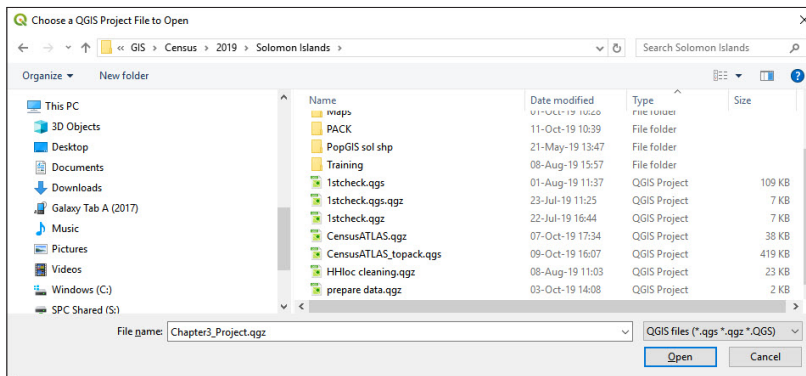 Choose a QGIS Project File to Open
« GIS > Census > 2019 > Solomon Islands >
Search Solomon Islands
Organize
New folder
This PC
3D Objects
Desktop
Documents
Downloads
Galaxy Tab A (2017)
Music
Pictures
Videos
Windows (C:)
SPC Shared (S:)
Name Date modified Type Size
Maps 01-Oct-19 10:28 File folder
PACK 11-Oct-19 10:39 File folder
PopGIS sol shp 21-May-19 13:47 File folder
Training 08-Aug-19 15:57 File folder
1stcheck.qgs 01-Aug-19 11:37 QGIS Project 109 KB
1stcheck.qgs.qgz 23-Jul-19 11:25 QGIS Project 7 KB
1stcheck.qgz 22-Jul-19 16:44 QGIS Project 7 KB
CensusATLAS.qgz 07-Oct-19 17:34 QGIS Project 38 KB
CensusATLAS_topack.qgs 09-Oct-19 16:07 QGIS Project 419 KB
HHloc cleaning.qgz 08-Aug-19 11:03 QGIS Project 23 KB
prepare data.qgz 03-Oct-19 14:08 QGIS Project 2 KB
File name: Chapter3_Project.qgz
QGIS files (*.qgs *.qgz *.QGS)
Open
Cancel